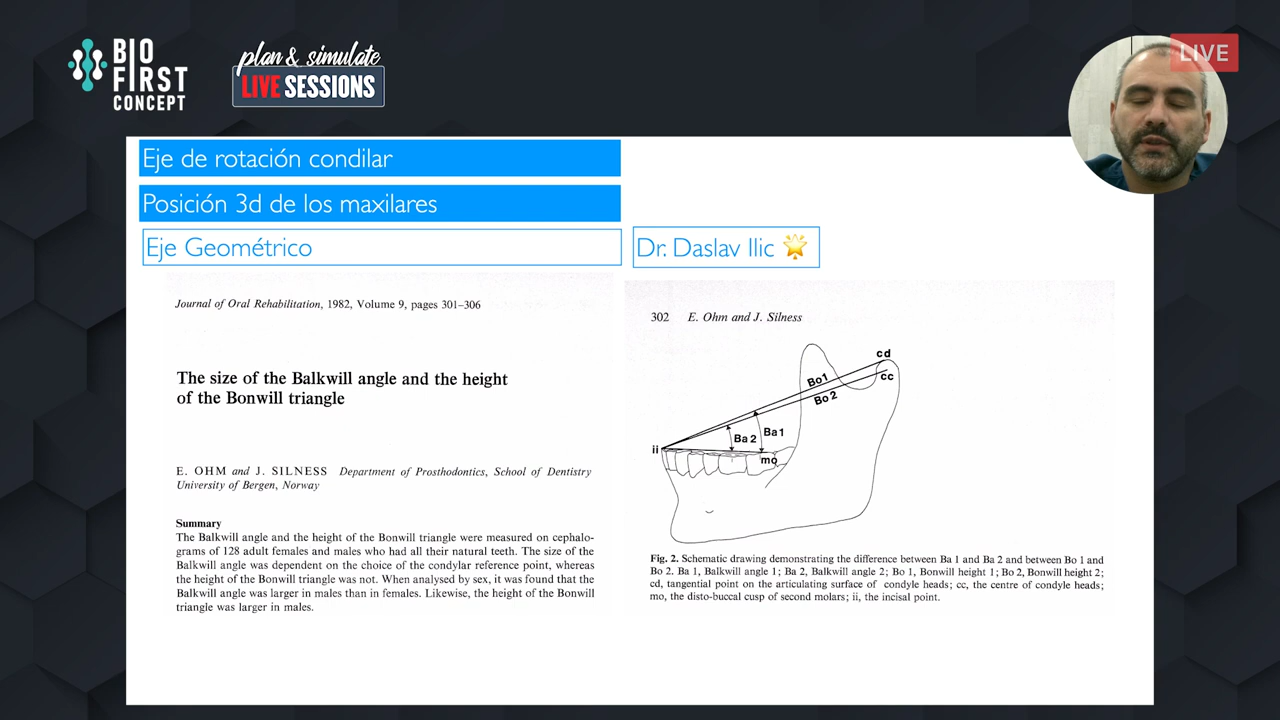 BIO
FIRST
CONCEPT
plan & simulate
LIVE SESSIONS
LIVE
Eje de rotación condilar
Posición 3d de los maxilares
Eje Geométrico
Dr. Daslav Ilic 🌟
Journal of Oral Rehabilitation, 1982, Volume 9, pages 301–306
The size of the Balkwill angle and the height
of the Bonwill triangle
E. OHM and J. SILNESS Department of Prosthodontics, School of Dentistry
University of Bergen, Norway
Summary
The Balkwill angle and the height of the Bonwill triangle were measured on cephalo-
grams of 128 adult females and males who had all their natural teeth. The size of the
Balkwill angle was dependent on the choice of the condylar reference point, whereas
the height of the Bonwill triangle was not. When analysed by sex, it was found that the
Balkwill angle was larger in males than in females. Likewise, the height of the Bonwill
triangle was larger in males.
302 E. Ohm and J. Silness
cd
cc
Bo1
Bo 2
Ba1
Ba 2
ii
mo
Fig. 2. Schematic drawing demonstrating the difference between Ba 1 and Ba 2 and between Bo 1 and
Bo 2. Ba 1, Balkwill angle 1; Ba 2, Balkwill angle 2; Bo 1, Bonwill height 1; Bo 2, Bonwill height 2;
cd, tangential point on the articulating surface of condyle heads; cc, the centre of condyle heads;
mo, the disto-buccal cusp of second molars; ii, the incisal point.